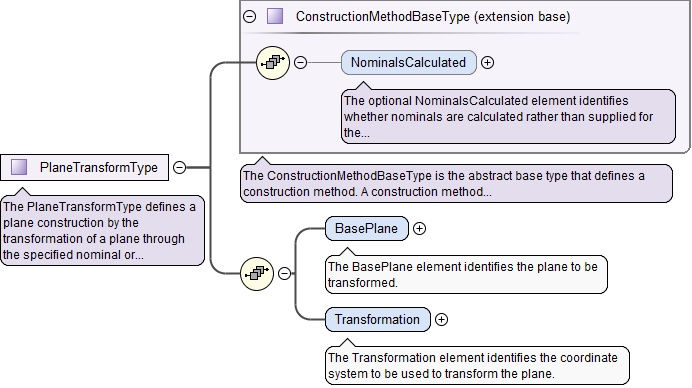 ConstructionMethodBaseType (extension base)
NominalsCalculated
The optional NominalsCalculated element identifies
whether nominals are calculated rather than supplied for
the...
PlaneTransformType
The PlaneTransformType defines a
plane construction by the
transformation of a plane through
the specified nominal or...
The ConstructionMethodBaseType is the abstract base type that defines a
construction method. A construction method...
BasePlane
The BasePlane element identifies the plane to be
transformed.
Transformation
The Transformation element identifies the coordinate
system to be used to transform the plane.